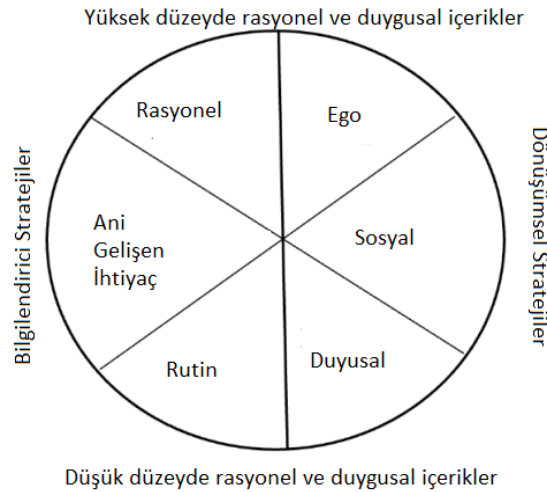 Yüksek düzeyde rasyonel ve duygusal içerikler
Rasyonel
Ego
Bilgilendirici Stratejiler
Ani
Gelişen
İhtiyaç
Sosyal
Dönüşümsel Stratejiler
Rutin
Duyusal
Düşük düzeyde rasyonel ve duygusal içerikler